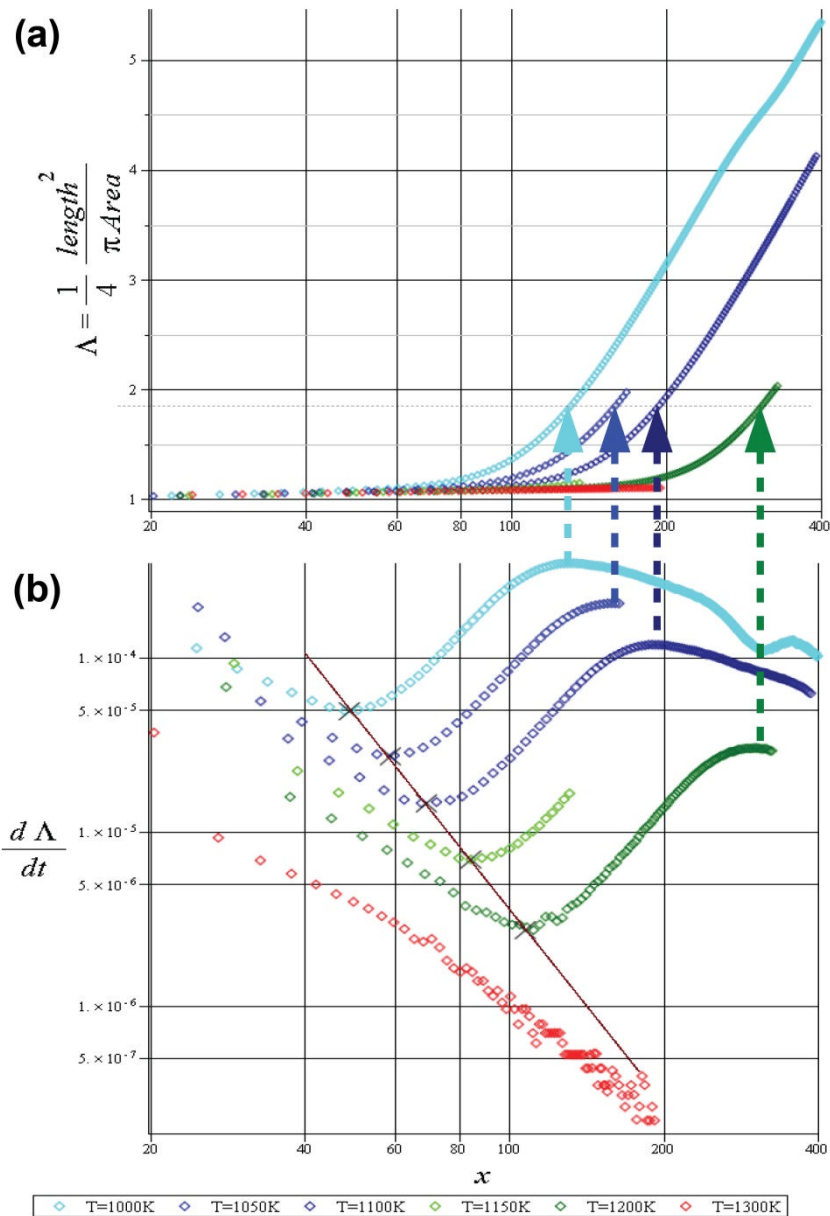 (a)
5
4
3
2
1
Λ = 1/4 length² / π Area
20 40 60 80 100 200 400
(b)
1. × 10⁻⁴
5. × 10⁻⁵
1. × 10⁻⁵
5. × 10⁻⁶
1. × 10⁻⁶
5. × 10⁻⁷
d Λ
dt
20 40 60 80 100 200 400
x
T=1000K T=1050K T=1100K T=1150K T=1200K T=1300K